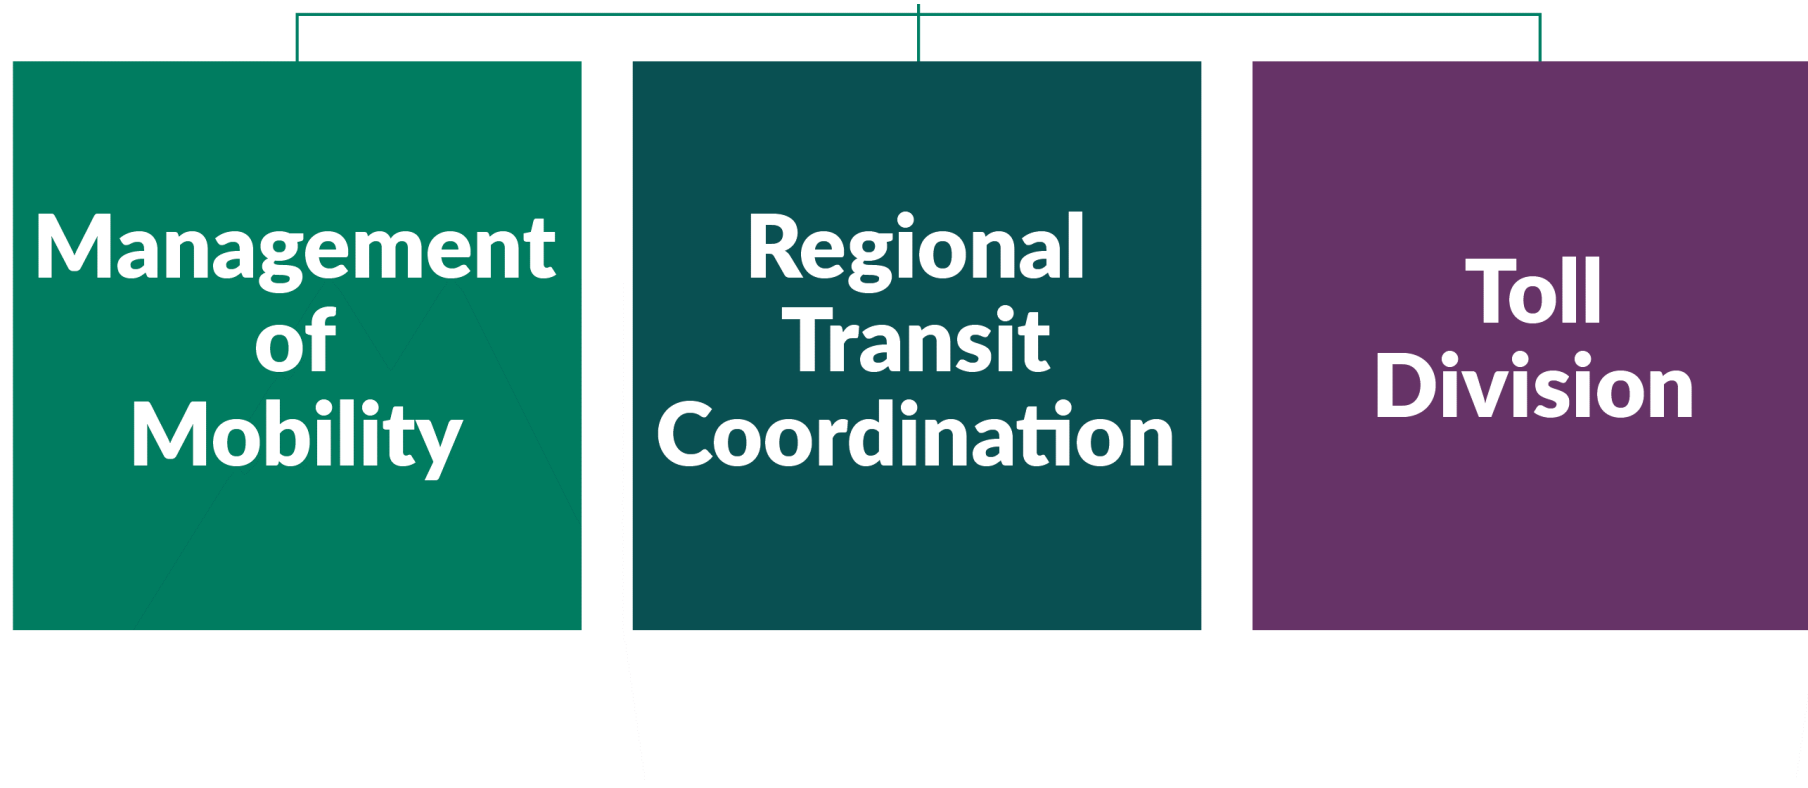 Management
of
Mobility
Regional
Transit
Coordination
Toll
Division